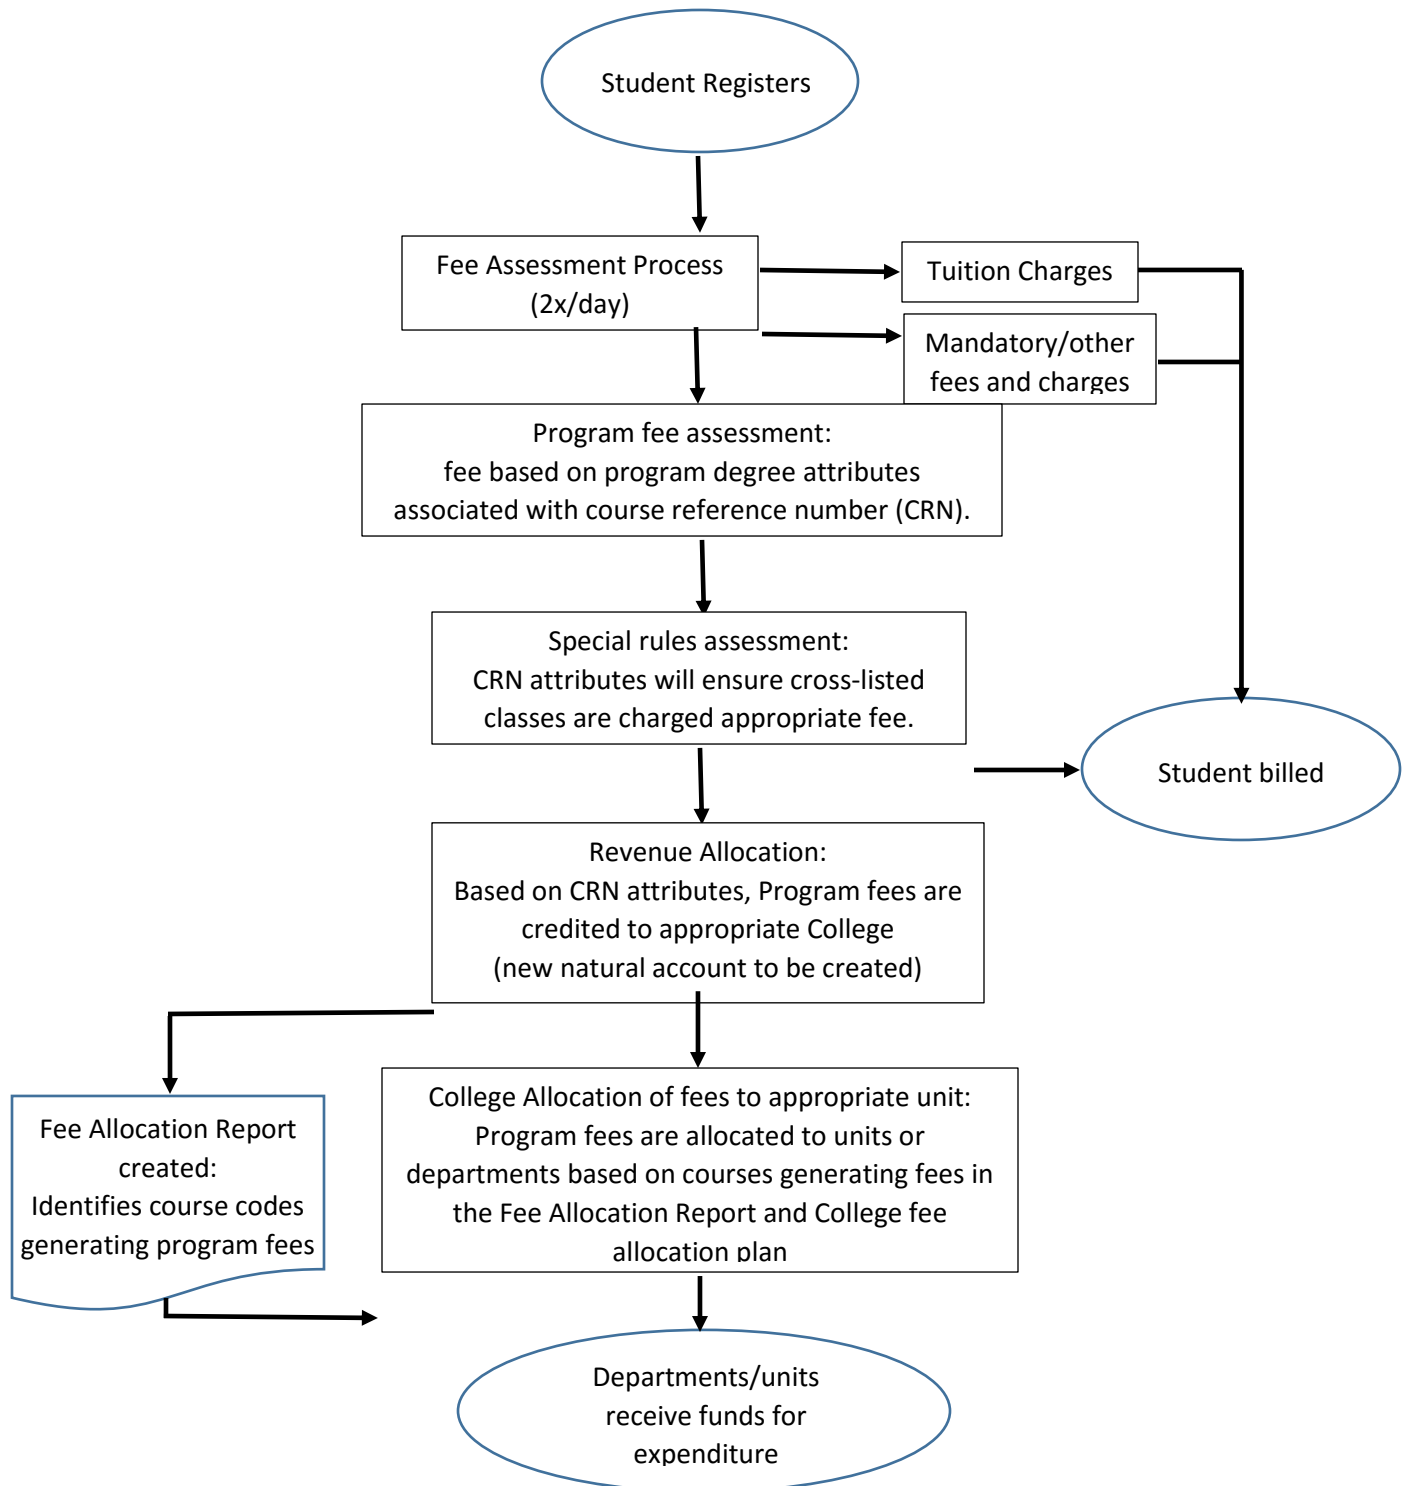 Student Registers
Fee Assessment Process
(2x/day)
Tuition Charges
Mandatory/other
fees and charges
Program fee assessment:
fee based on program degree attributes
associated with course reference number (CRN).
Special rules assessment:
CRN attributes will ensure cross-listed
classes are charged appropriate fee.
Student billed
Revenue Allocation:
Based on CRN attributes, Program fees are
credited to appropriate College
(new natural account to be created)
Fee Allocation Report
created:
Identifies course codes
generating program fees
College Allocation of fees to appropriate unit:
Program fees are allocated to units or
departments based on courses generating fees in
the Fee Allocation Report and College fee
allocation plan
Departments/units
receive funds for
expenditure